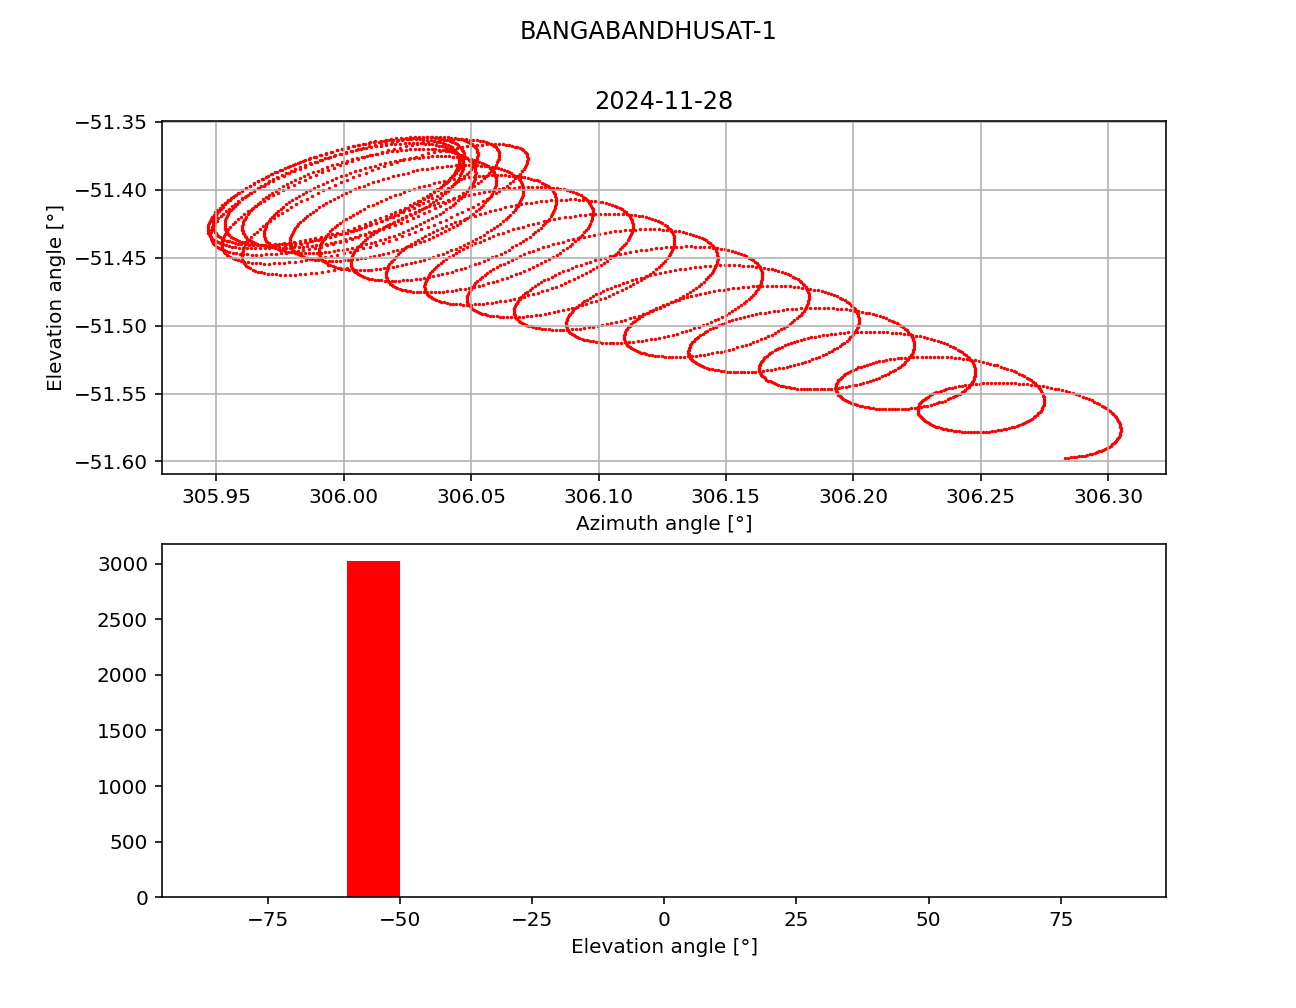 BANGABANDHUSAT-1
2024-11-28
−51.35
−51.40
−51.45
−51.50
−51.55
−51.60
Elevation angle [°]
305.95 306.00 306.05 306.10 306.15 306.20 306.25 306.30
Azimuth angle [°]
3000
2500
2000
1500
1000
500
0
−75 −50 −25 0 25 50 75
Elevation angle [°]